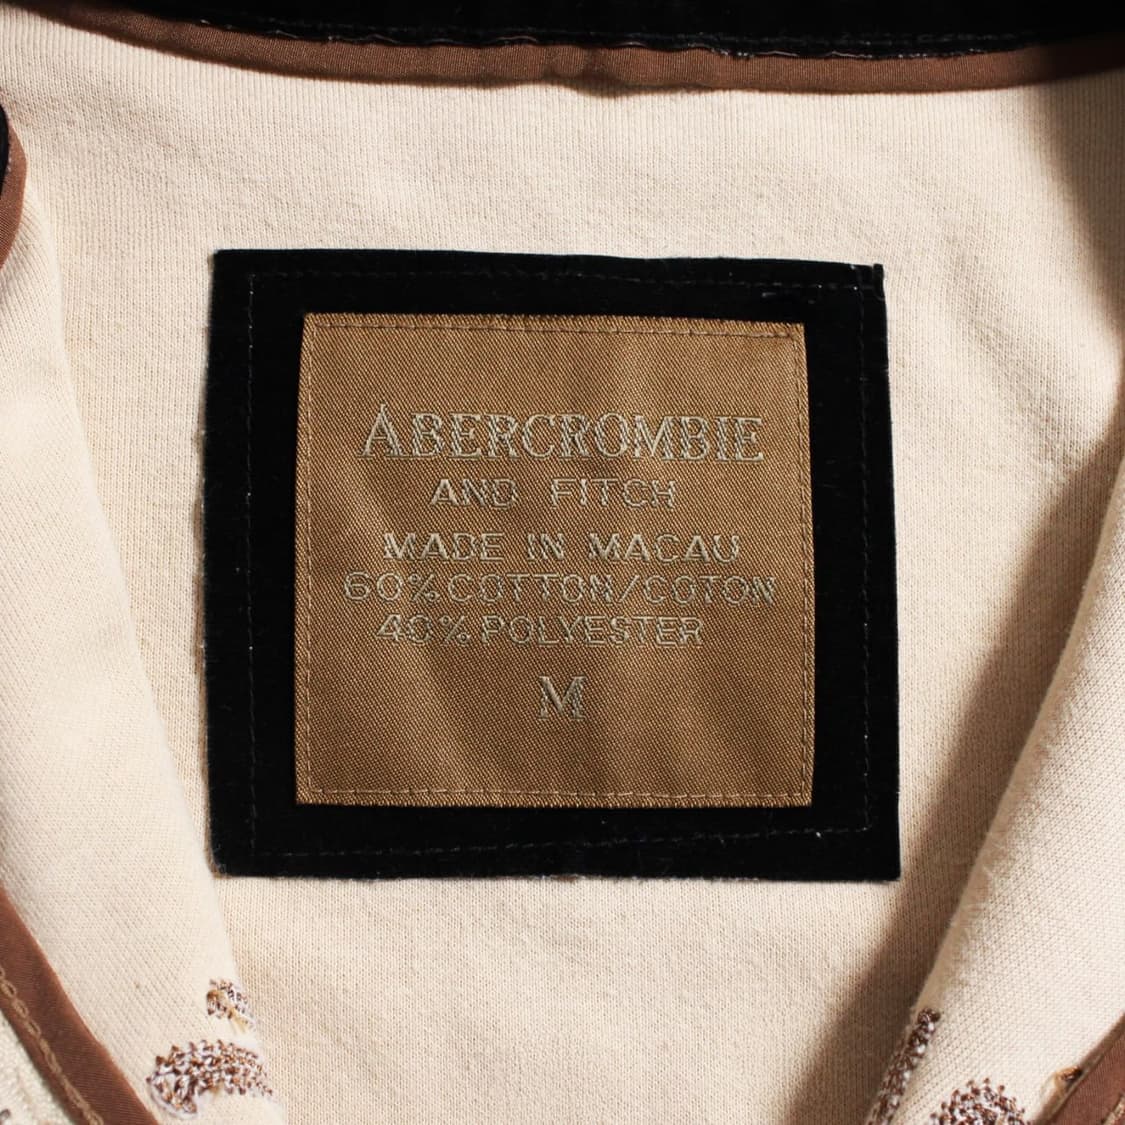 ABERCROMBIE
AND FITCH
MADE IN MACAU
60% COTTON/COTON
40% POLYESTER
M